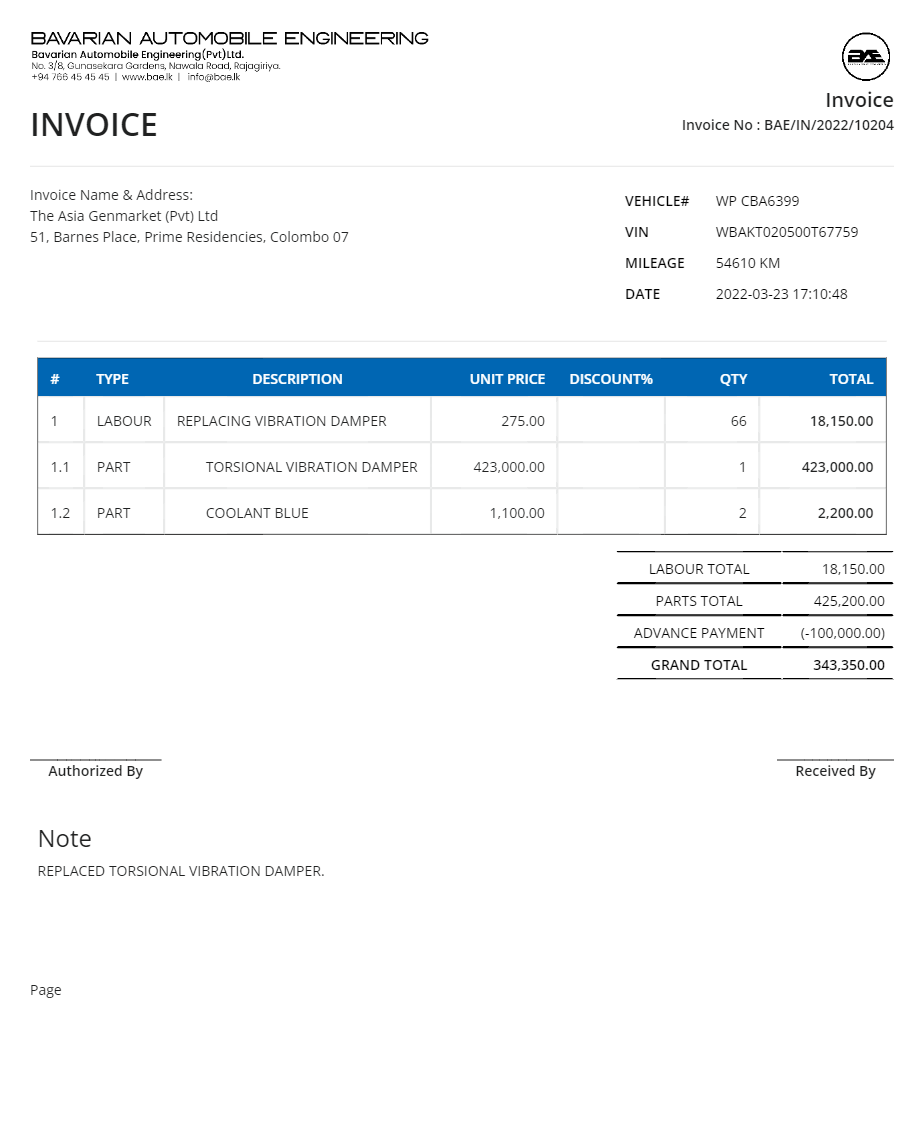 BAVARIAN AUTOMOBILE ENGINEERING
Bavarian Automobile Engineering(Pvt)Ltd.
No. 3/8, Gunasekara Gardens, Nawala Road, Rajagiriya.
+94 766 45 45 45 | www.bae.lk | info@bae.lk
BAE
Invoice
INVOICE
Invoice No : BAE/IN/2022/10204
Invoice Name & Address:
The Asia Genmarket (Pvt) Ltd
51, Barnes Place, Prime Residencies, Colombo 07
VEHICLE# WP CBA6399
VIN WBAKT020500T67759
MILEAGE 54610 KM
DATE 2022-03-23 17:10:48
# TYPE DESCRIPTION UNIT PRICE DISCOUNT% QTY TOTAL
1 LABOUR REPLACING VIBRATION DAMPER 275.00 66 18,150.00
1.1 PART TORSIONAL VIBRATION DAMPER 423,000.00 1 423,000.00
1.2 PART COOLANT BLUE 1,100.00 2 2,200.00
LABOUR TOTAL 18,150.00
PARTS TOTAL 425,200.00
ADVANCE PAYMENT (-100,000.00)
GRAND TOTAL 343,350.00
Authorized By Received By
Note
REPLACED TORSIONAL VIBRATION DAMPER.
Page